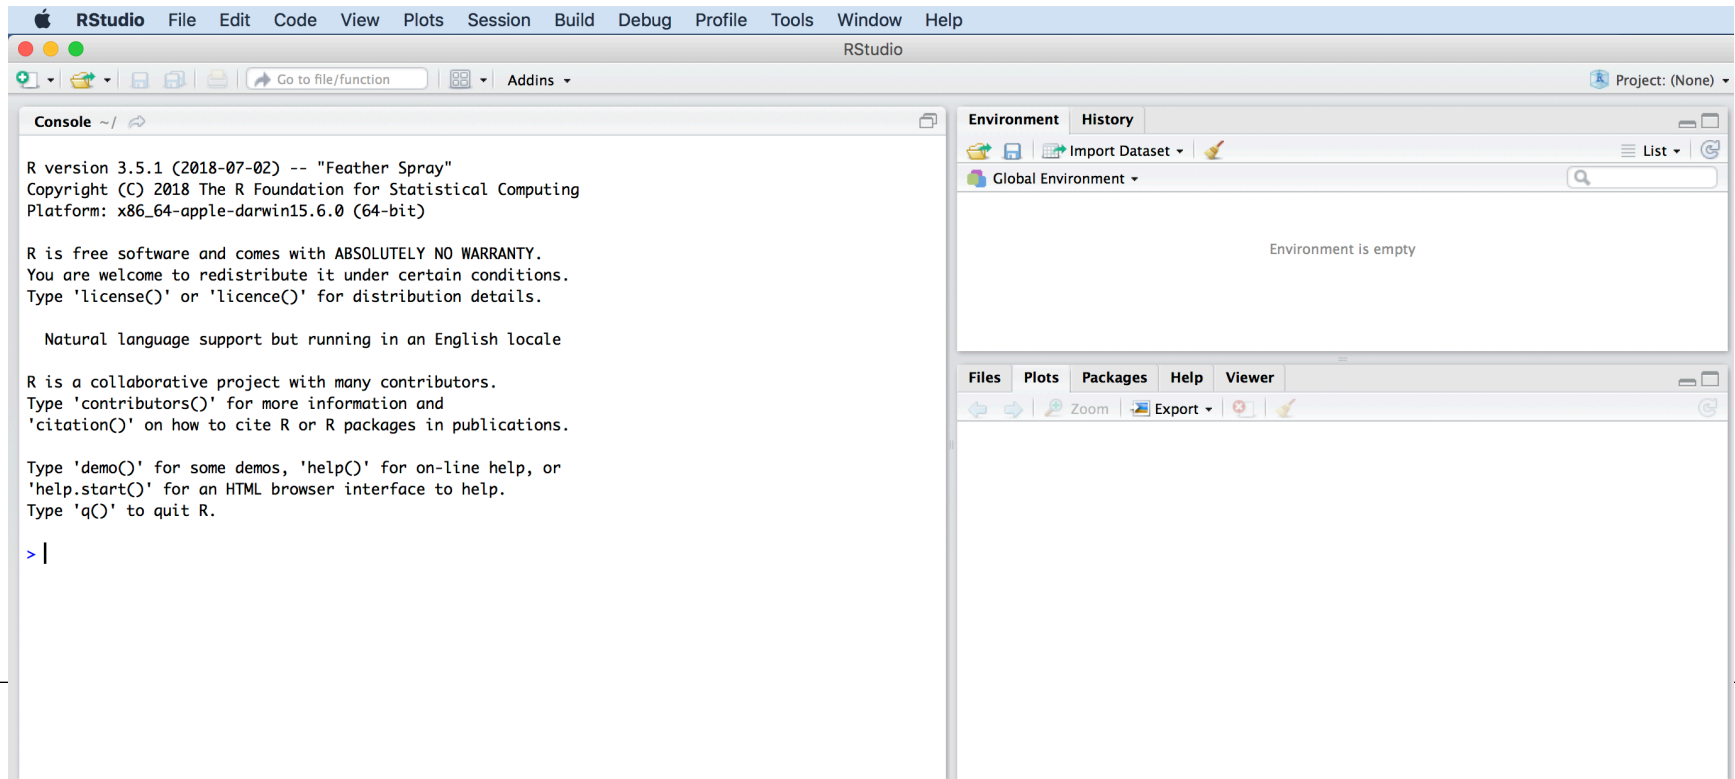 RStudio File Edit Code View Plots Session Build Debug Profile Tools Window Help
RStudio
Go to file/function Addins Project: (None)
Console ~/
R version 3.5.1 (2018-07-02) -- "Feather Spray"
Copyright (C) 2018 The R Foundation for Statistical Computing
Platform: x86_64-apple-darwin15.6.0 (64-bit)
R is free software and comes with ABSOLUTELY NO WARRANTY.
You are welcome to redistribute it under certain conditions.
Type 'license()' or 'licence()' for distribution details.
Natural language support but running in an English locale
R is a collaborative project with many contributors.
Type 'contributors()' for more information and
'citation()' on how to cite R or R packages in publications.
Type 'demo()' for some demos, 'help()' for on-line help, or
'help.start()' for an HTML browser interface to help.
Type 'q()' to quit R.
>
Environment History
Import Dataset List
Global Environment
Environment is empty
Files Plots Packages Help Viewer
Zoom Export